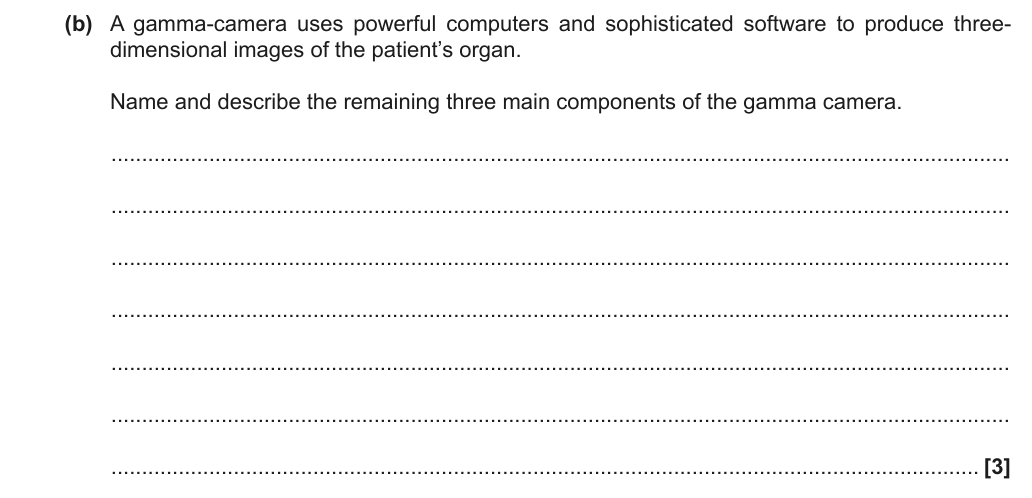 (b) A gamma-camera uses powerful computers and sophisticated software to produce three-
dimensional images of the patient's organ.
Name and describe the remaining three main components of the gamma camera.
[3]